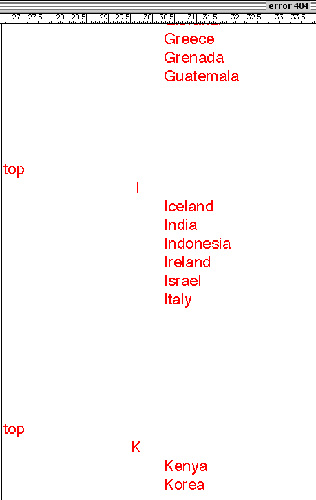 error 404
Greece
Grenada
Guatemala
top
I
Iceland
India
Indonesia
Ireland
Israel
Italy
top
K
Kenya
Korea